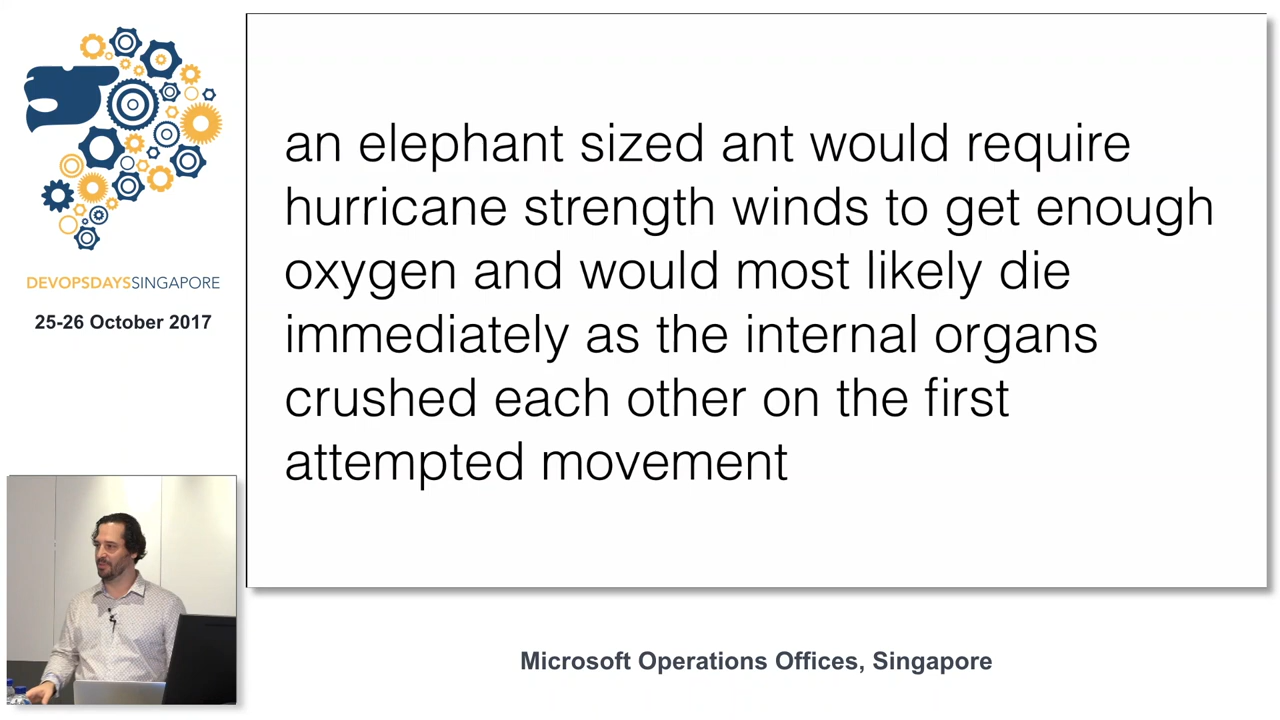 DEVOPSDAYSSINGAPORE
25-26 October 2017
an elephant sized ant would require
hurricane strength winds to get enough
oxygen and would most likely die
immediately as the internal organs
crushed each other on the first
attempted movement
Microsoft Operations Offices, Singapore